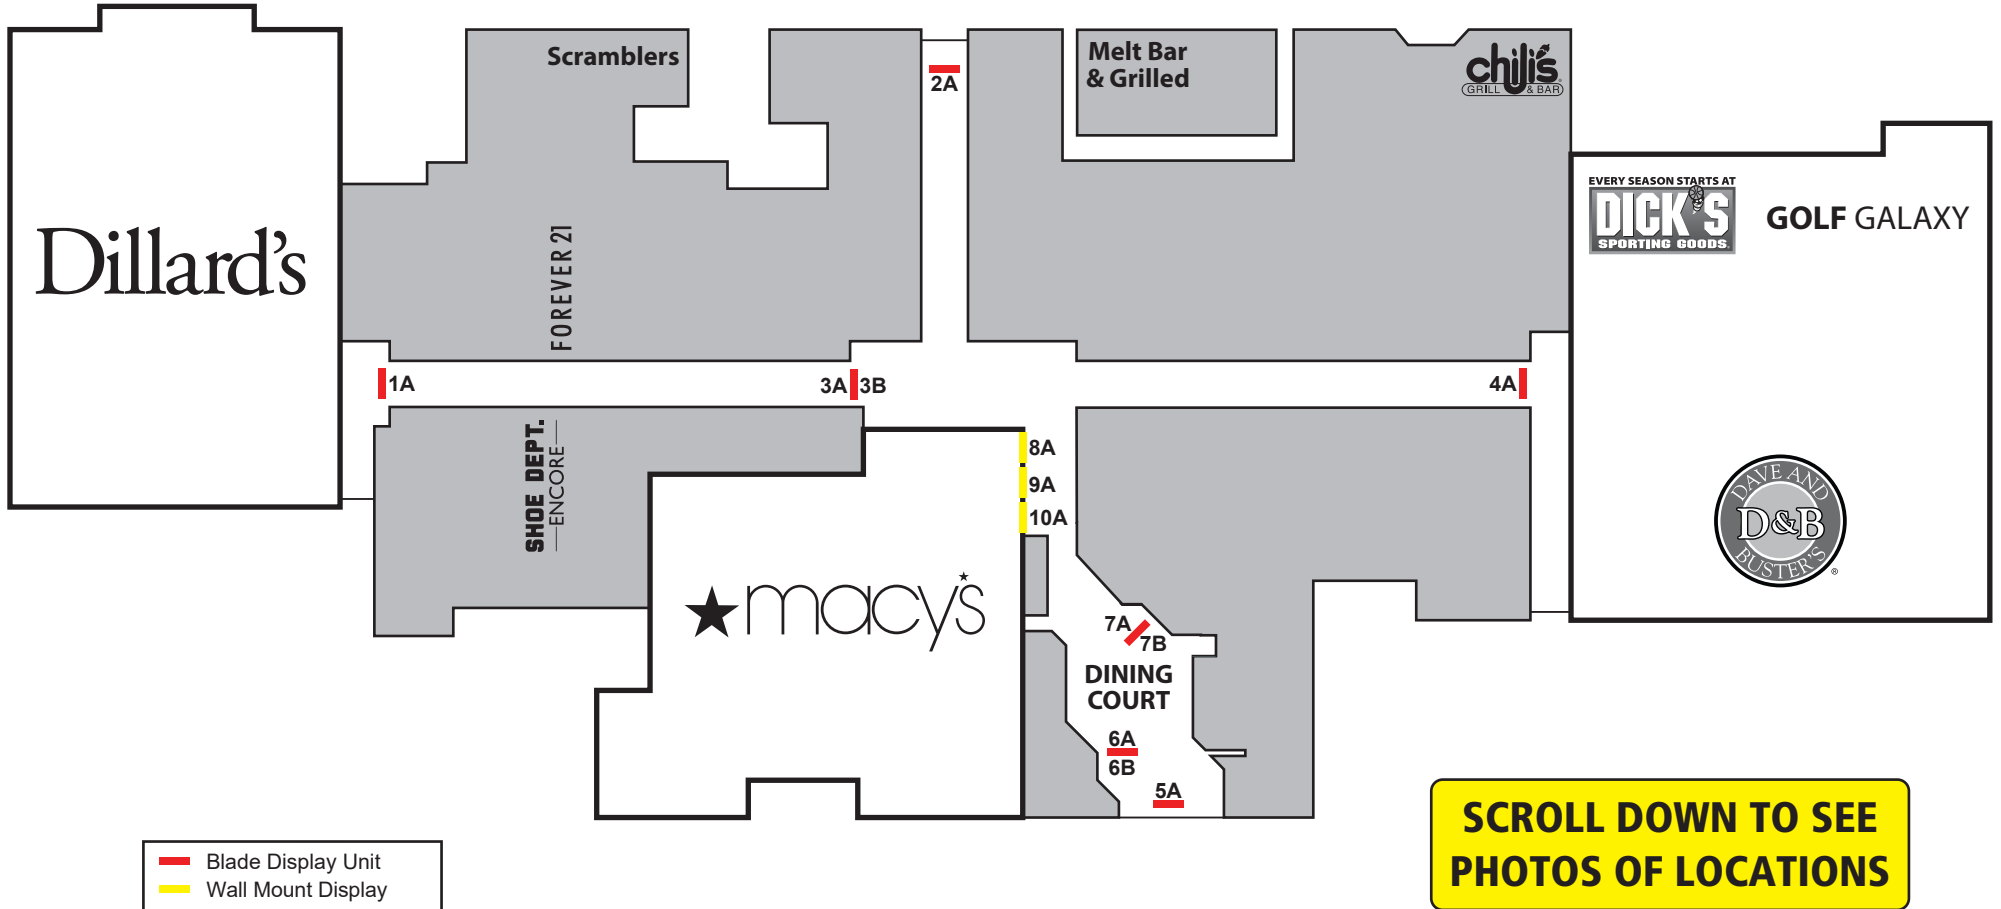 Scramblers
2A
Melt Bar
& Grilled
chili's
GRILL & BAR
EVERY SEASON STARTS AT
DICK'S
SPORTING GOODS
GOLF GALAXY
Dillard's
FOREVER 21
1A
3A
3B
4A
SHOE DEPT.
ENCORE
8A
9A
10A
DAVE AND
D&B
BUSTER'S
®
macy's
7A
7B
DINING
COURT
6A
6B
5A
SCROLL DOWN TO SEE
PHOTOS OF LOCATIONS
Blade Display Unit
Wall Mount Display